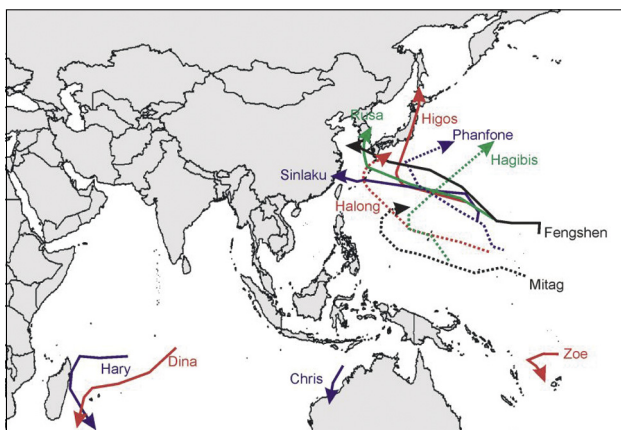 Rusa
Higos
Phanfone
Hagibis
Sinlaku
Halong
Fengshen
Mitag
Hary
Dina
Chris
Zoe